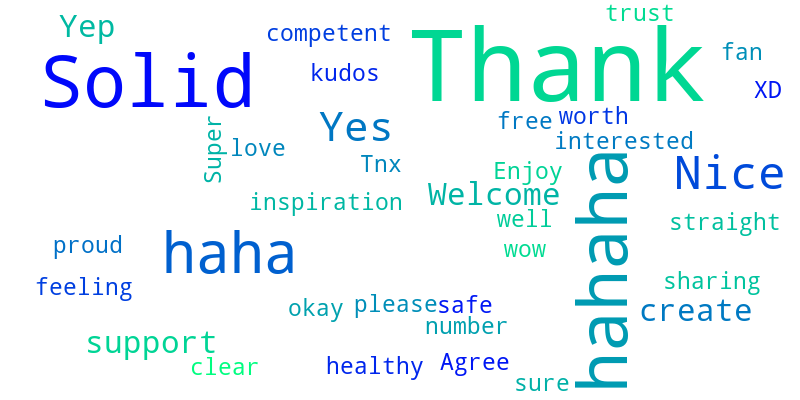 trust
Yep
competent
Thank
fan
Solid
kudos
XD
Yes
free
worth
Super
love
interested
Tnx
Enjoy
Nice
inspiration
Welcome
hahaha
well
straight
proud
haha
wow
feeling
sharing
okay
please
safe
create
number
support
clear
healthy
Agree
sure